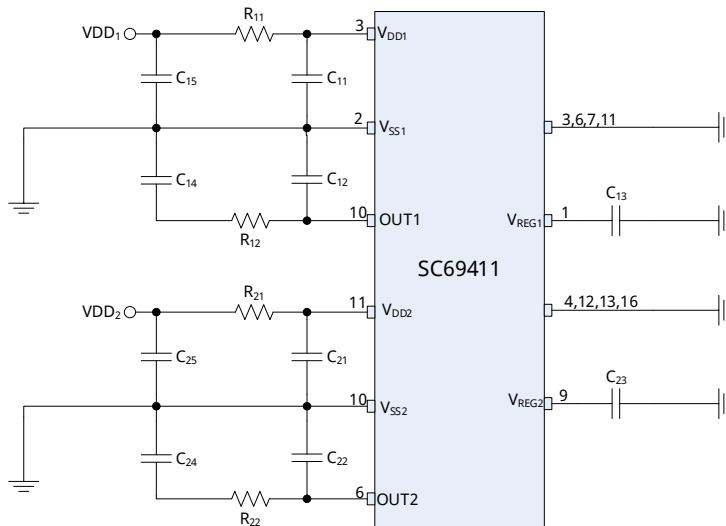 R11
VDD1
3
VDD1
C15
C11
2
VSS1
3,6,7,11
C14
C12
C13
10
OUT1
VREG1
1
R12
SC69411
R21
VDD2
11
VDD2
4,12,13,16
C25
C21
C23
10
VSS2
VREG2
9
C24
C22
6
OUT2
R22